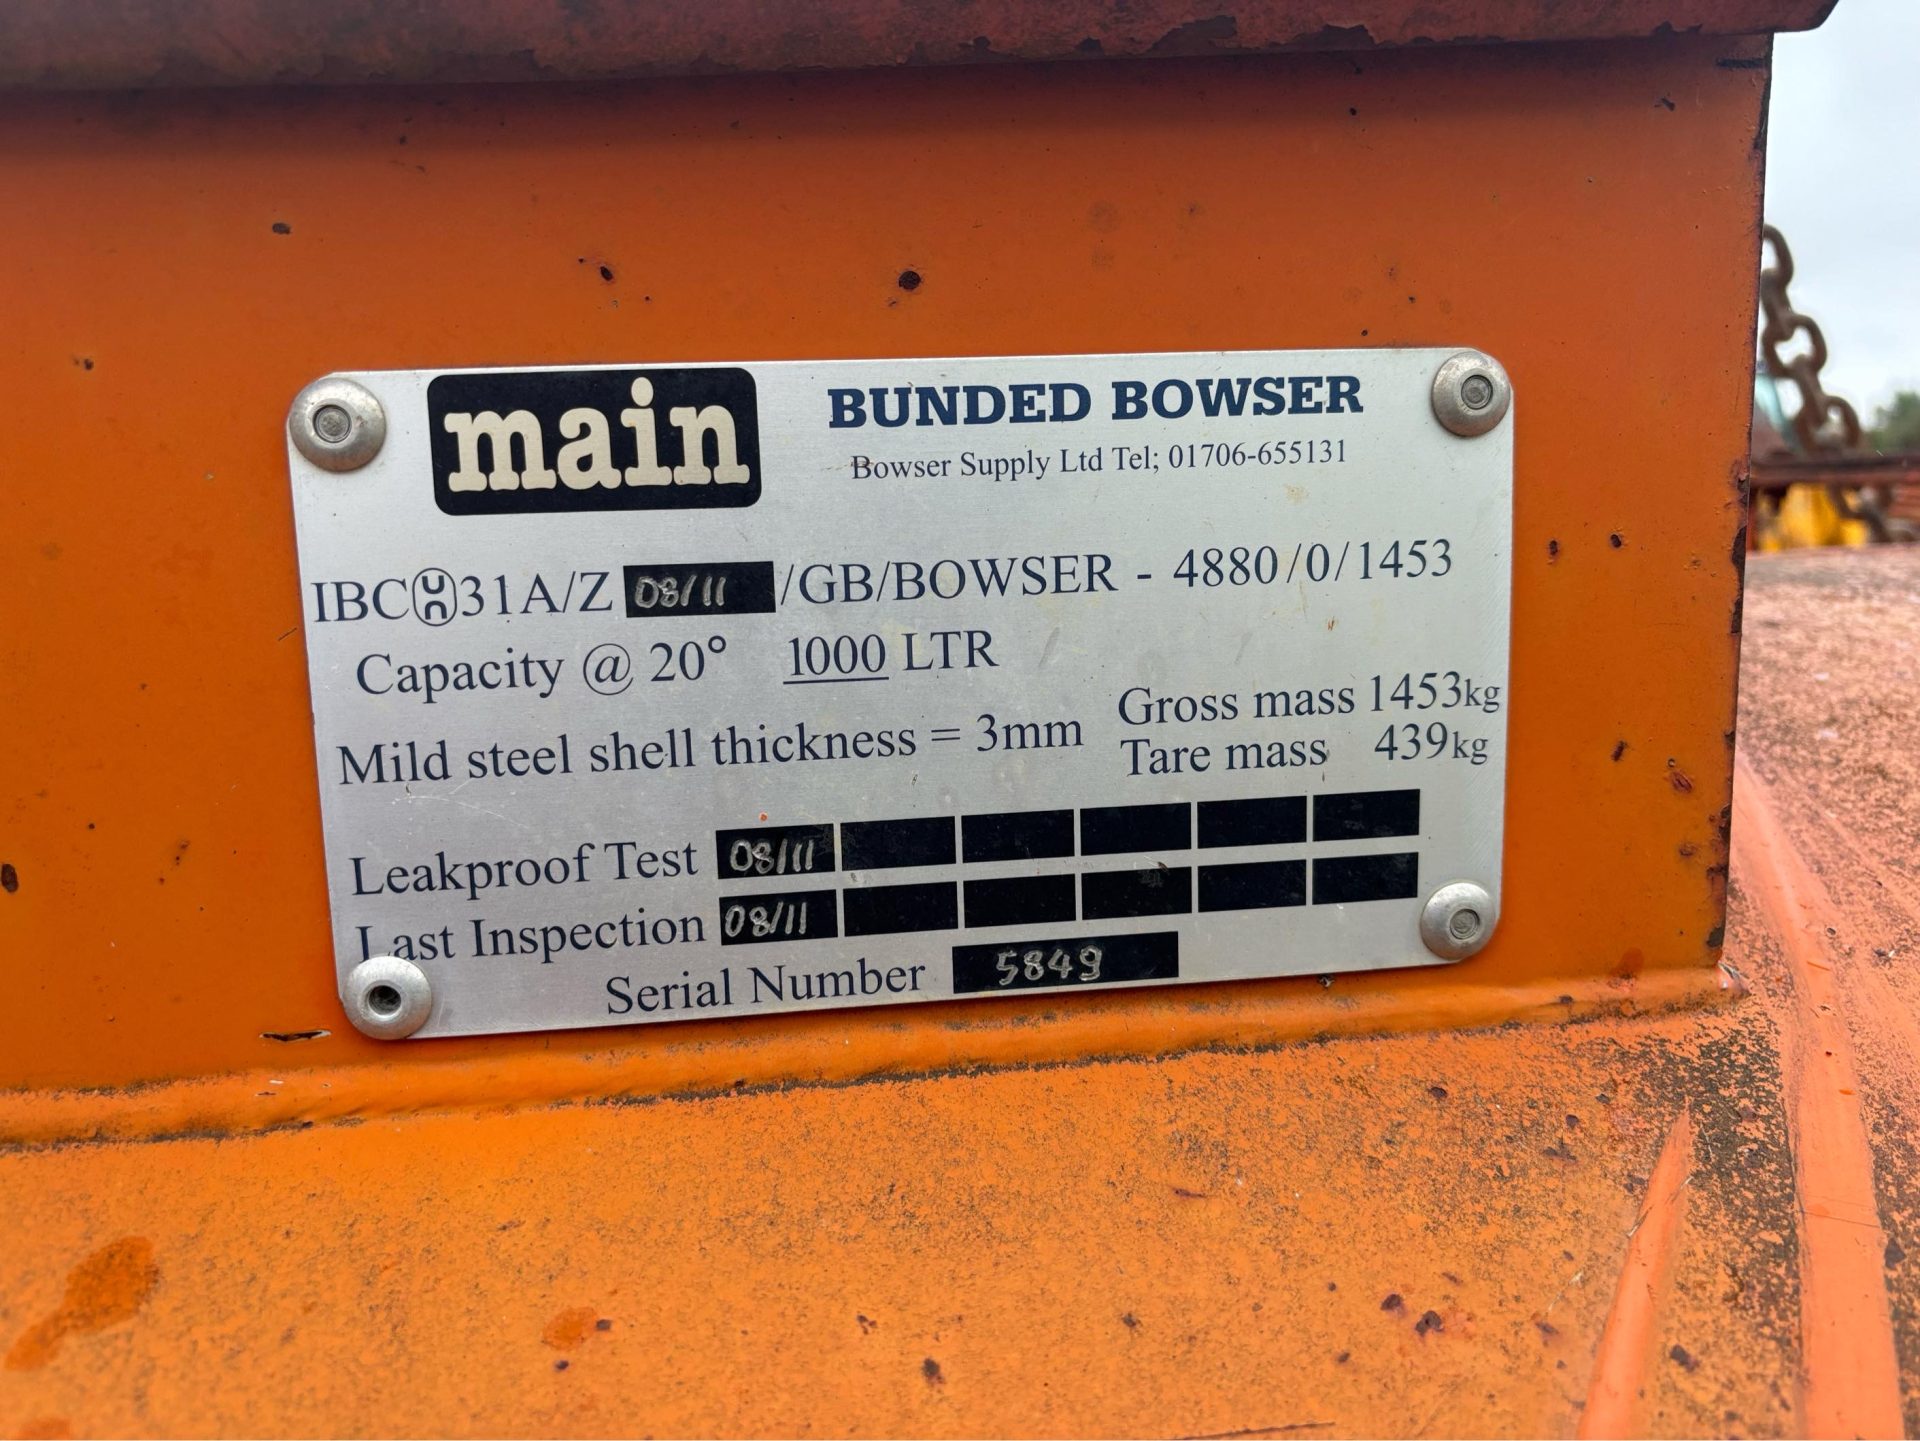 main
BUNDED BOWSER
Bowser Supply Ltd Tel; 01706-655131
IBC UN 31A/Z 08/11 /GB/BOWSER - 4880/0/1453
Capacity @ 20° 1000 LTR
Mild steel shell thickness = 3mm
Gross mass 1453kg
Tare mass 439kg
Leakproof Test 08/11
Last Inspection 08/11
Serial Number 5849